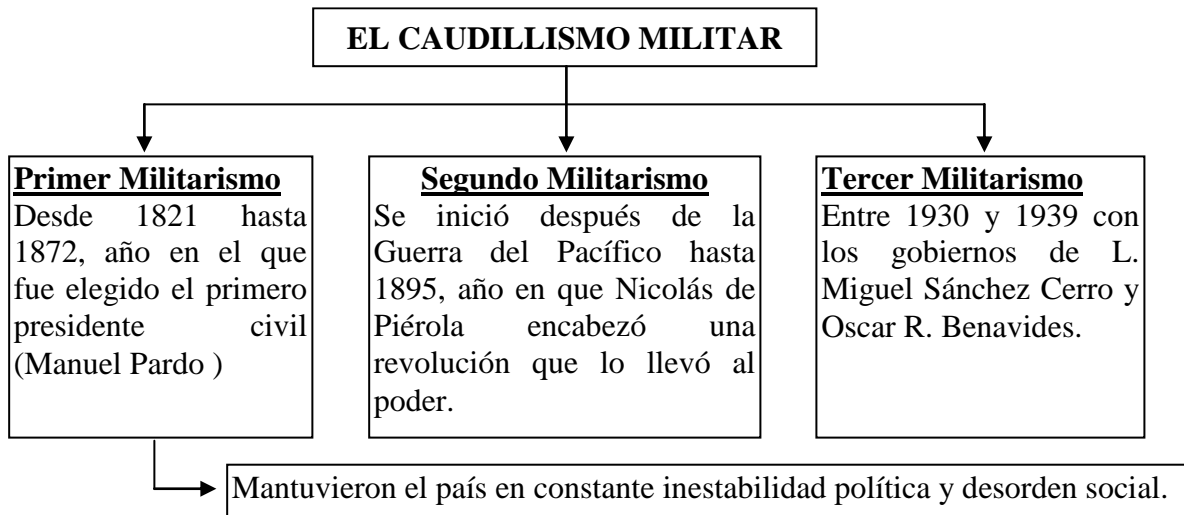 EL CAUDILLISMO MILITAR
Primer Militarismo
Desde 1821 hasta
1872, año en el que
fue elegido el primero
presidente civil
(Manuel Pardo )
Segundo Militarismo
Se inició después de la
Guerra del Pacífico hasta
1895, año en que Nicolás de
Piérola encabezó una
revolución que lo llevó al
poder.
Tercer Militarismo
Entre 1930 y 1939 con
los gobiernos de L.
Miguel Sánchez Cerro y
Oscar R. Benavides.
Mantuvieron el país en constante inestabilidad política y desorden social.